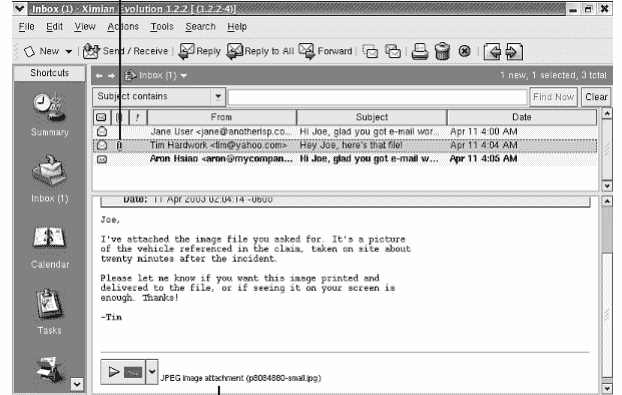 Inbox (1) - Ximian Evolution 1.2.2 [ (1.2.2-4)]
File Edit View Actions Tools Search Help
New Send / Receive Reply Reply to All Forward
Shortcuts
Inbox (1) 1 new, 1 selected, 3 total
Subject contains Find Now Clear
! From Subject Date
Jane User <jane@anotherisp.co... Hi Joe, glad you got e-mail wor... Apr 11 4:00 AM
Tim Hardwork <tim@yahoo.com> Hey Joe, here's that file! Apr 11 4:04 AM
Aron Hsiao <aron@mycompan... Hi Joe, glad you got e-mail w... Apr 11 4:05 AM
Summary
Inbox (1)
Calendar
Tasks
Date: 11 Apr 2003 02:04:14 -0600
Joe,
I've attached the image file you asked for. It's a picture
of the vehicle referenced in the claim, taken on site about
twenty minutes after the incident.
Please let me know if you want this image printed and
delivered to the file, or if seeing it on your screen is
enough. Thanks!
-Tim
JPEG image attachment (p8084880-small.jpg)